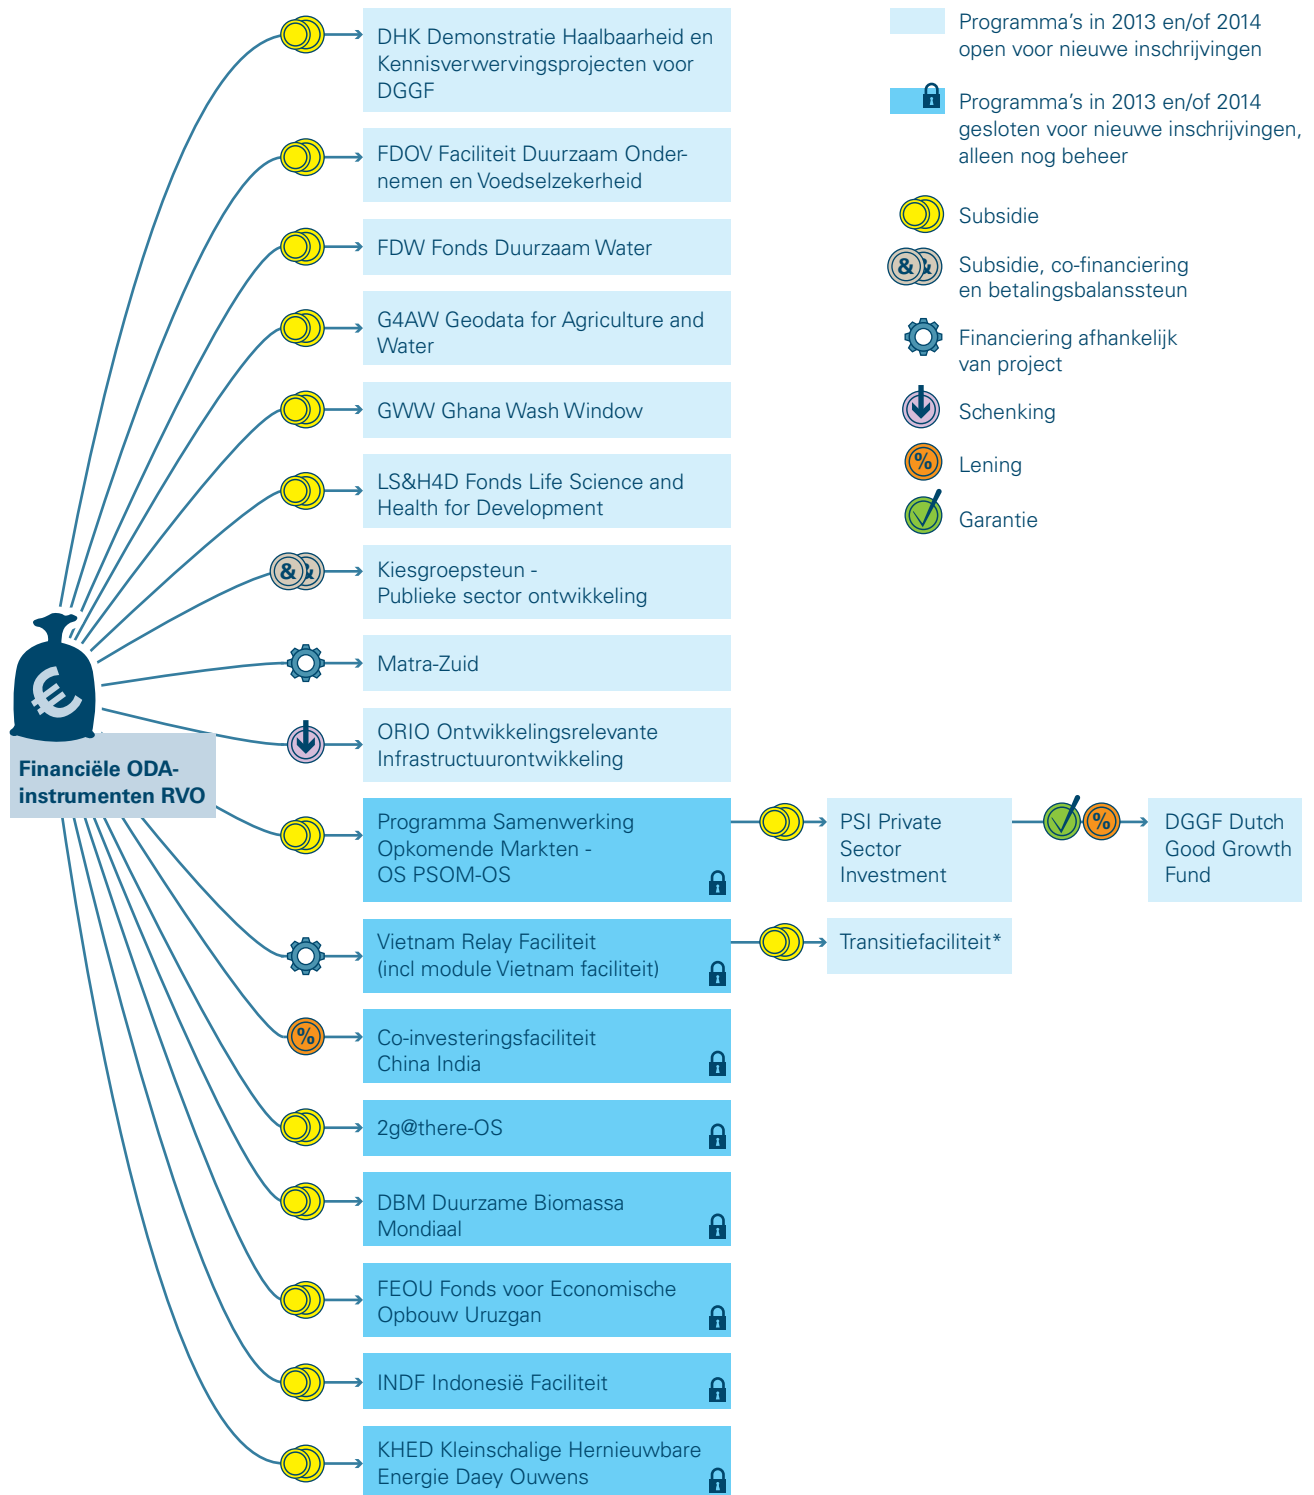 DHK Demonstratie Haalbaarheid en
Kennisverwervingsprojecten voor
DGGF
FDOV Faciliteit Duurzaam Onder-
nemen en Voedselzekerheid
FDW Fonds Duurzaam Water
G4AW Geodata for Agriculture and
Water
GWW Ghana Wash Window
LS&H4D Fonds Life Science and
Health for Development
&
&
Kiesgroepsteun -
Publieke sector ontwikkeling
Matra-Zuid
ORIO Ontwikkelingsrelevante
Infrastructuurontwikkeling
€
Financiële ODA-
instrumenten RVO
Programma Samenwerking
Opkomende Markten -
OS PSOM-OS
PSI Private
Sector
Investment
%
DGGF Dutch
Good Growth
Fund
Vietnam Relay Faciliteit
(incl module Vietnam faciliteit)
Transitiefaciliteit*
%
Co-investeringsfaciliteit
China India
2g@there-OS
DBM Duurzame Biomassa
Mondiaal
FEOU Fonds voor Economische
Opbouw Uruzgan
INDF Indonesië Faciliteit
KHED Kleinschalige Hernieuwbare
Energie Daey Ouwens
Programma's in 2013 en/of 2014
open voor nieuwe inschrijvingen
Programma's in 2013 en/of 2014
gesloten voor nieuwe inschrijvingen,
alleen nog beheer
Subsidie
&
&
Subsidie, co-financiering
en betalingsbalanssteun
Financiering afhankelijk
van project
Schenking
%
Lening
Garantie